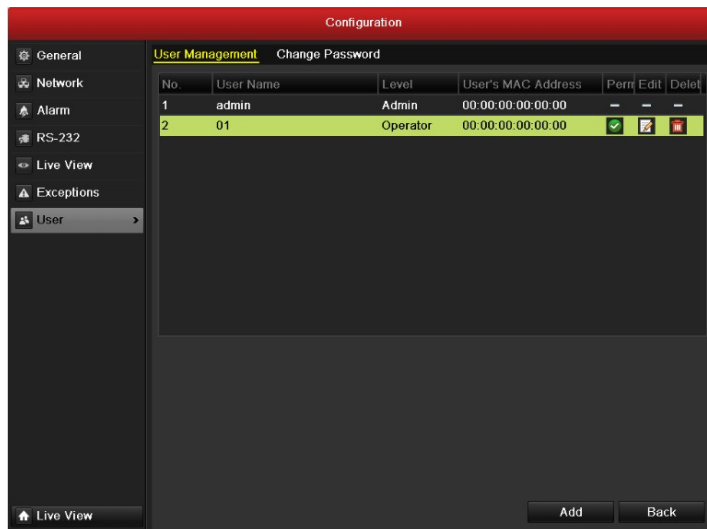 Configuration
General
Network
Alarm
RS-232
Live View
Exceptions
User
Live View
User Management Change Password
No. User Name Level User's MAC Address Perm Edit Delet
1 admin Admin 00:00:00:00:00:00 – – –
2 01 Operator 00:00:00:00:00:00
Add Back